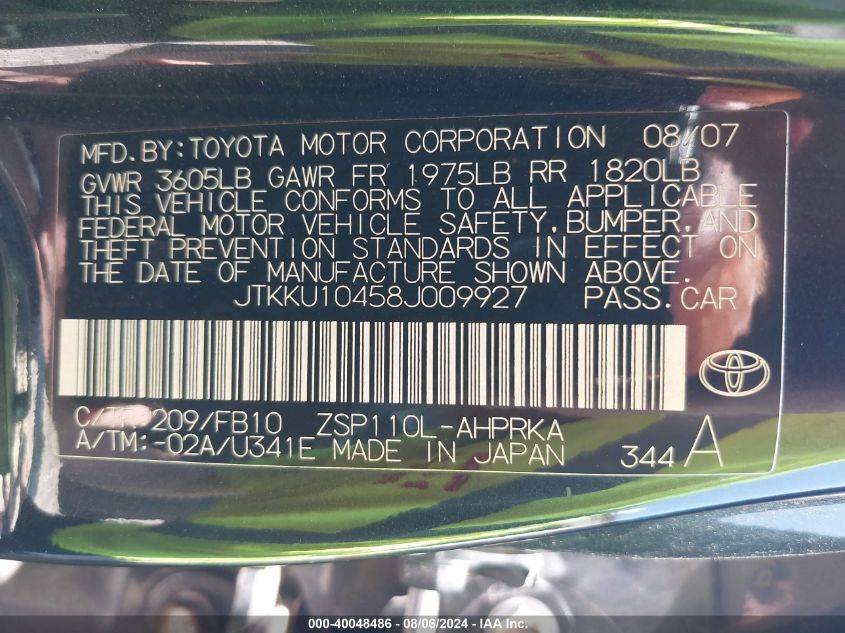 MFD.BY:TOYOTA MOTOR CORPORATION 08/07
GVWR 3605LB GAWR FR 1975LB RR 1820LB
THIS VEHICLE CONFORMS TO ALL APPLICABLE
FEDERAL MOTOR VEHICLE SAFETY,BUMPER,AND
THEFT PREVENTION STANDARDS IN EFFECT ON
THE DATE OF MANUFACTURE SHOWN ABOVE.
JTKKU10458J009927 PASS.CAR
C/TR:209/FB10 ZSP110L-AHPRKA
A/TM:-02A/U341E MADE IN JAPAN 344 A
000-40048486 - 08/06/2024 - IAA Inc.